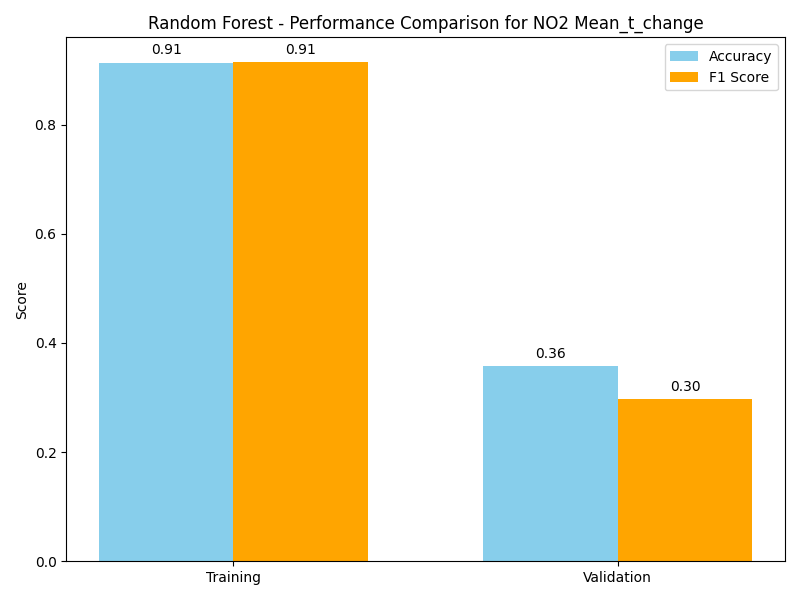 Random Forest - Performance Comparison for NO2 Mean_t_change
0.91
0.91
Accuracy
F1 Score
0.8
0.6
Score
0.4
0.36
0.30
0.2
0.0
Training
Validation